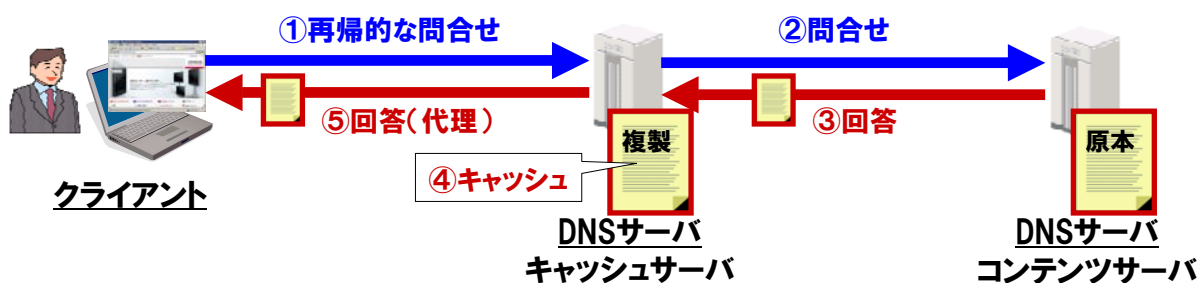 ①再帰的な問合せ
②問合せ
⑤回答(代理)
③回答
複製
原本
④キャッシュ
クライアント
DNSサーバ
キャッシュサーバ
DNSサーバ
コンテンツサーバ